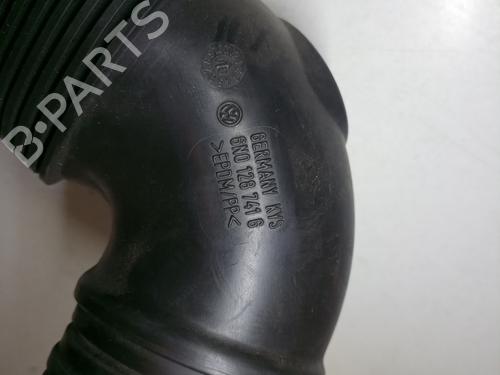 B-PARTS
GERMANY KYS
6N0 128 741 G
>EPDM/PP<